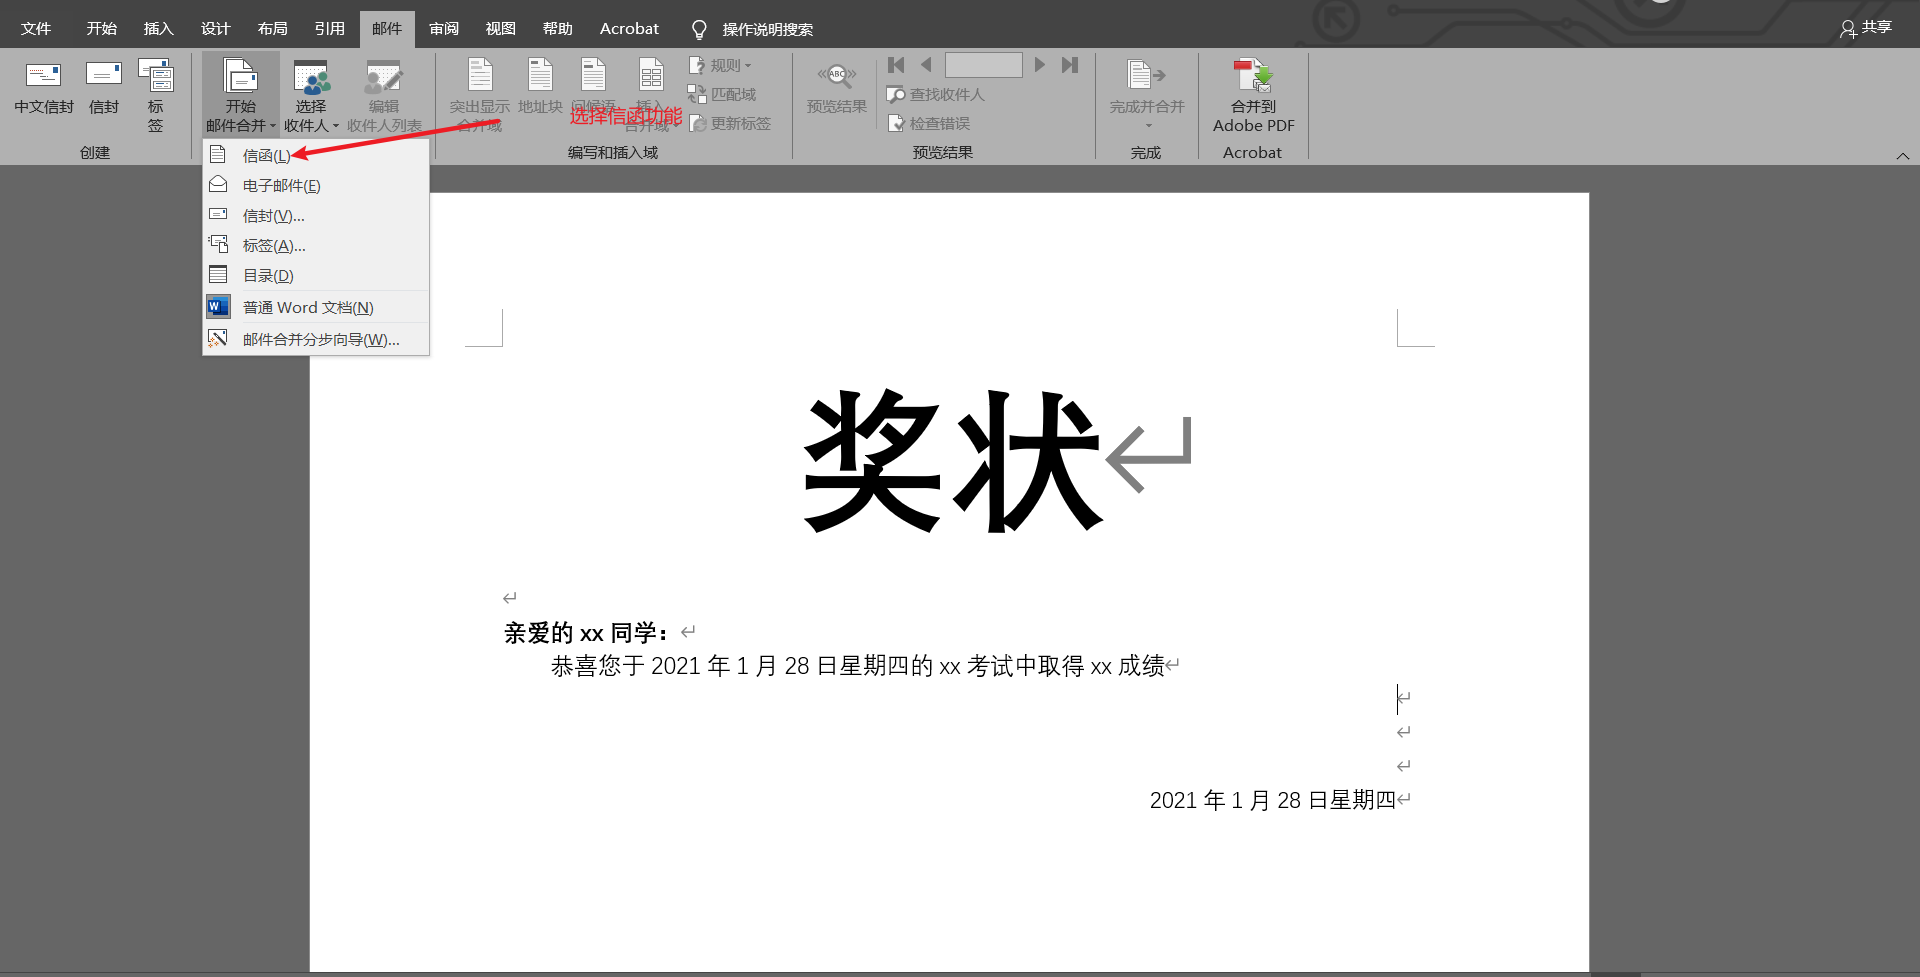 文件 开始 插入 设计 布局 引用 邮件 审阅 视图 帮助 Acrobat 操作说明搜索 共享
中文信封 信封 标签
创建
开始邮件合并 选择收件人 编辑收件人列表
突出显示合并域 地址块 问候语 插入合并域
规则
匹配域
更新标签
选择信函功能
编写和插入域
ABC
预览结果
查找收件人
检查错误
预览结果
完成并合并
完成
合并到 Adobe PDF
Acrobat
信函(L)
电子邮件(E)
信封(V)...
标签(A)...
目录(D)
普通 Word 文档(N)
邮件合并分步向导(W)...
奖状
亲爱的 xx 同学：
恭喜您于 2021 年 1 月 28 日星期四的 xx 考试中取得 xx 成绩
2021 年 1 月 28 日星期四